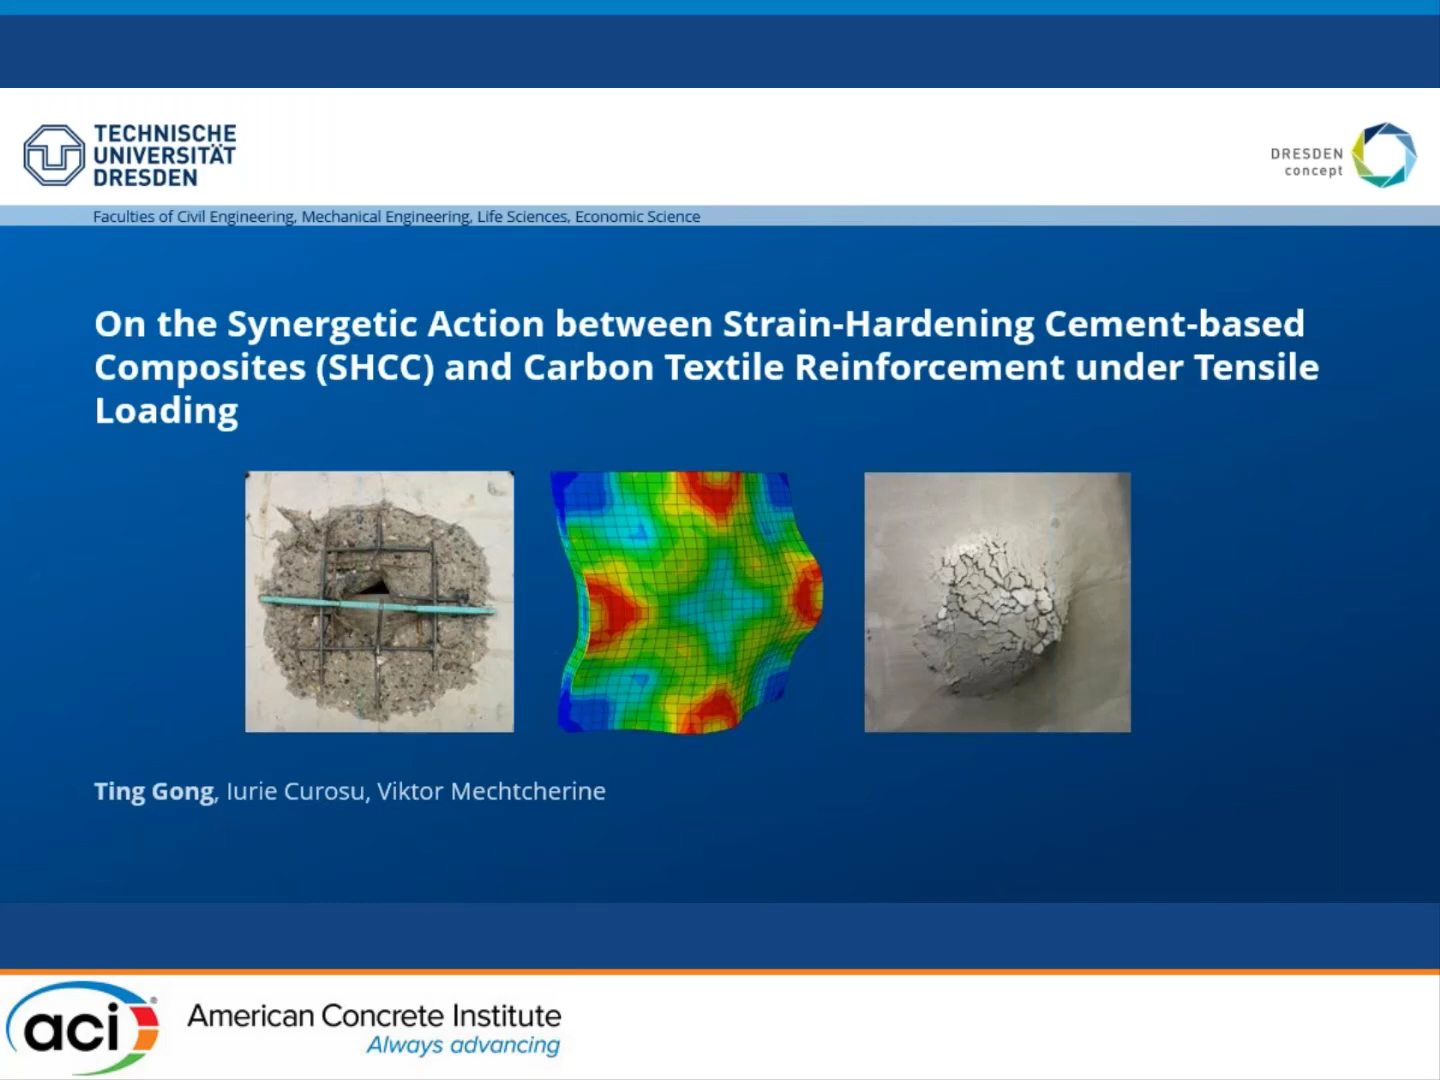 TECHNISCHE
UNIVERSITÄT
DRESDEN
DRESDEN
concept
Faculties of Civil Engineering, Mechanical Engineering, Life Sciences, Economic Science
On the Synergetic Action between Strain-Hardening Cement-based
Composites (SHCC) and Carbon Textile Reinforcement under Tensile
Loading
Ting Gong, Iurie Curosu, Viktor Mechtcherine
aci®
American Concrete Institute
Always advancing